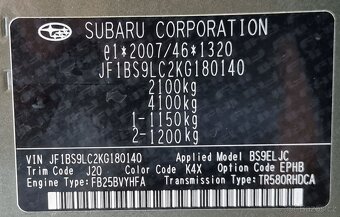 SUBARU CORPORATION
e1*2007/46*1320
JF1BS9LC2KG180140
2100kg
4100kg
1-1150kg
2-1200kg
VIN JF1BS9LC2KG180140 Applied Model BS9ELJC
Trim Code J20 Color Code K4X Option Code EPHB
Engine Type: FB25BVYHFA Transmission Type: TR580RHDCA